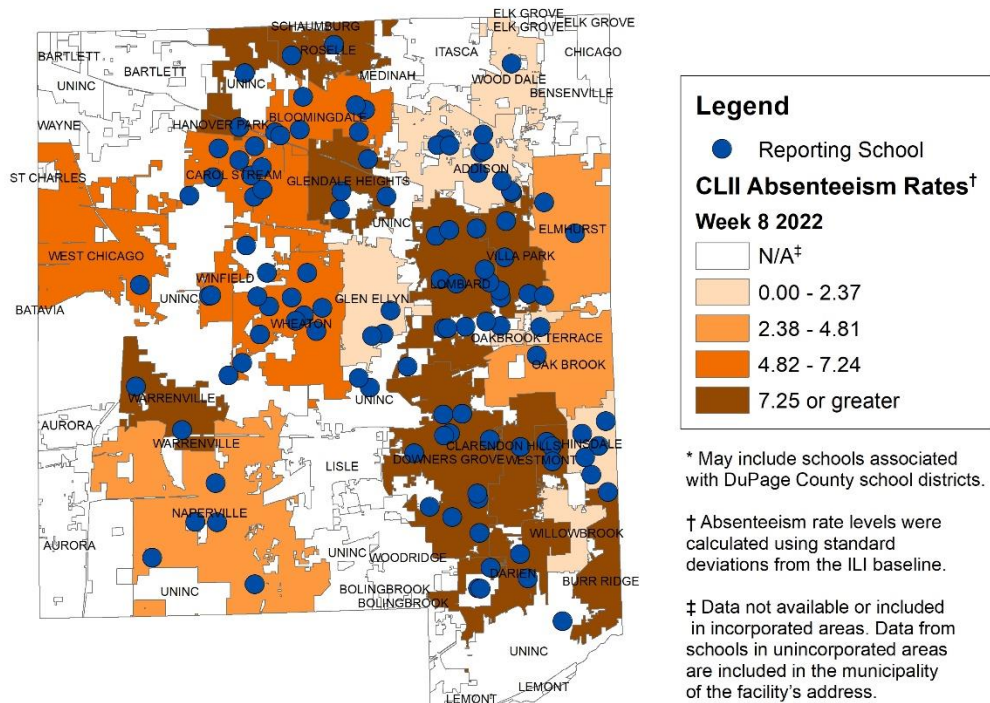 ELK GROVE
ELK GROVE
ELK GROVE
SCHAUMBURG
ROSELLE
ITASCA
CHICAGO
BARTLETT
BARTLETT
MEDINAH
UNINC
UNINC
WOOD DALE
BENSENVILLE
WAYNE
HANOVER PARK
BLOOMINGDALE
ST CHARLES
CAROL STREAM
GLENDALE HEIGHTS
ADDISON
UNINC
ELMHURST
WEST CHICAGO
VILLA PARK
WINFIELD
LOMBARD
BATAVIA
UNINC
GLEN ELLYN
WHEATON
OAKBROOK TERRACE
OAK BROOK
UNINC
WARRENVILLE
AURORA
WARRENVILLE
CLARENDON HILLS
HINSDALE
LISLE
DOWNERS GROVE
WESTMONT
NAPERVILLE
WILLOWBROOK
AURORA
UNINC
WOODRIDGE
DARIEN
BURR RIDGE
UNINC
BOLINGBROOK
BOLINGBROOK
UNINC
LEMONT
LEMONT
Legend
Reporting School
CLII Absenteeism Rates†
Week 8 2022
N/A‡
0.00 - 2.37
2.38 - 4.81
4.82 - 7.24
7.25 or greater
* May include schools associated
with DuPage County school districts.
† Absenteeism rate levels were
calculated using standard
deviations from the ILI baseline.
‡ Data not available or included
in incorporated areas. Data from
schools in unincorporated areas
are included in the municipality
of the facility's address.